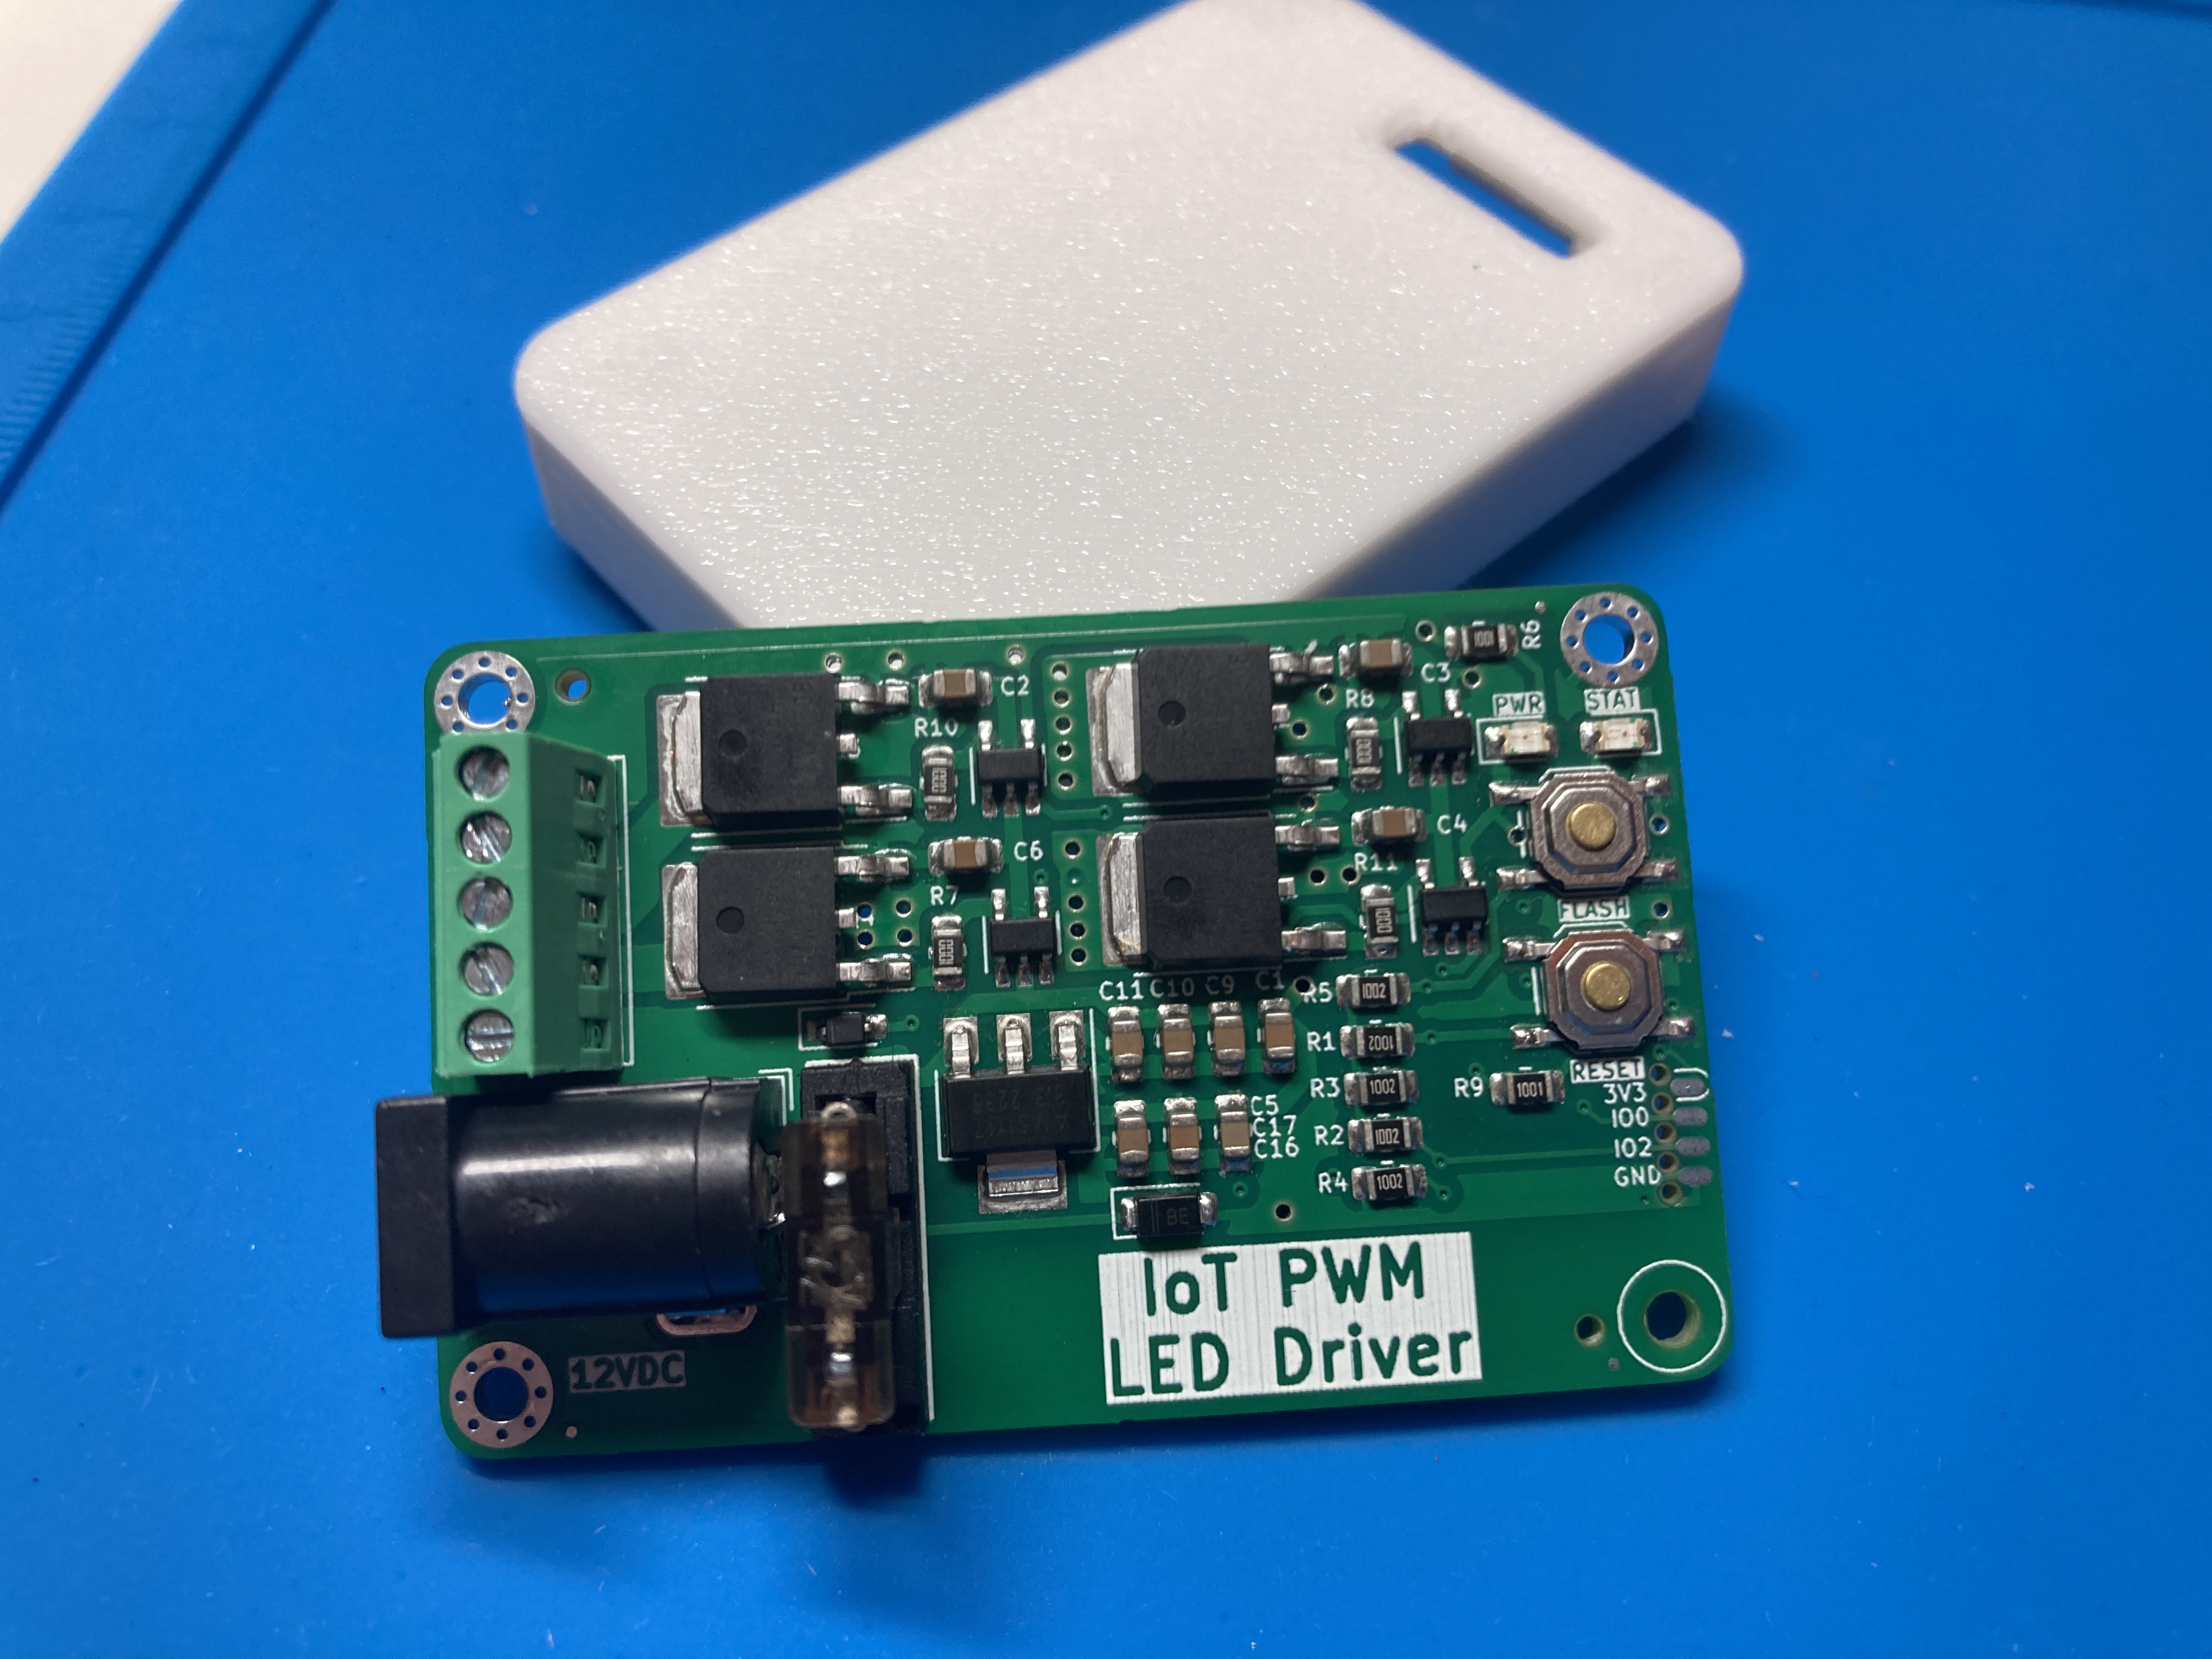 C2
R10
C6
R7
C3
R6
R8
PWR
STAT
C4
R11
FLASH
C11 C10 C9 C1
R5
1002
R1
1002
R3
1002
R2
1002
R4
1002
C5
C17
C16
R9
1001
RESET
3V3
IO0
IO2
GND
BE
1001
1000
12VDC
IoT PWM
LED Driver